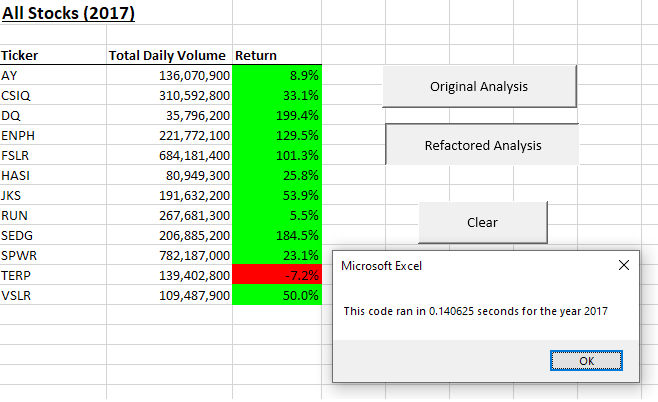 All Stocks (2017)
Ticker Total Daily Volume Return
AY 136,070,900 8.9%
CSIQ 310,592,800 33.1%
DQ 35,796,200 199.4%
ENPH 221,772,100 129.5%
FSLR 684,181,400 101.3%
HASI 80,949,300 25.8%
JKS 191,632,200 53.9%
RUN 267,681,300 5.5%
SEDG 206,885,200 184.5%
SPWR 782,187,000 23.1%
TERP 139,402,800 -7.2%
VSLR 109,487,900 50.0%
Original Analysis
Refactored Analysis
Clear
Microsoft Excel
This code ran in 0.140625 seconds for the year 2017
OK